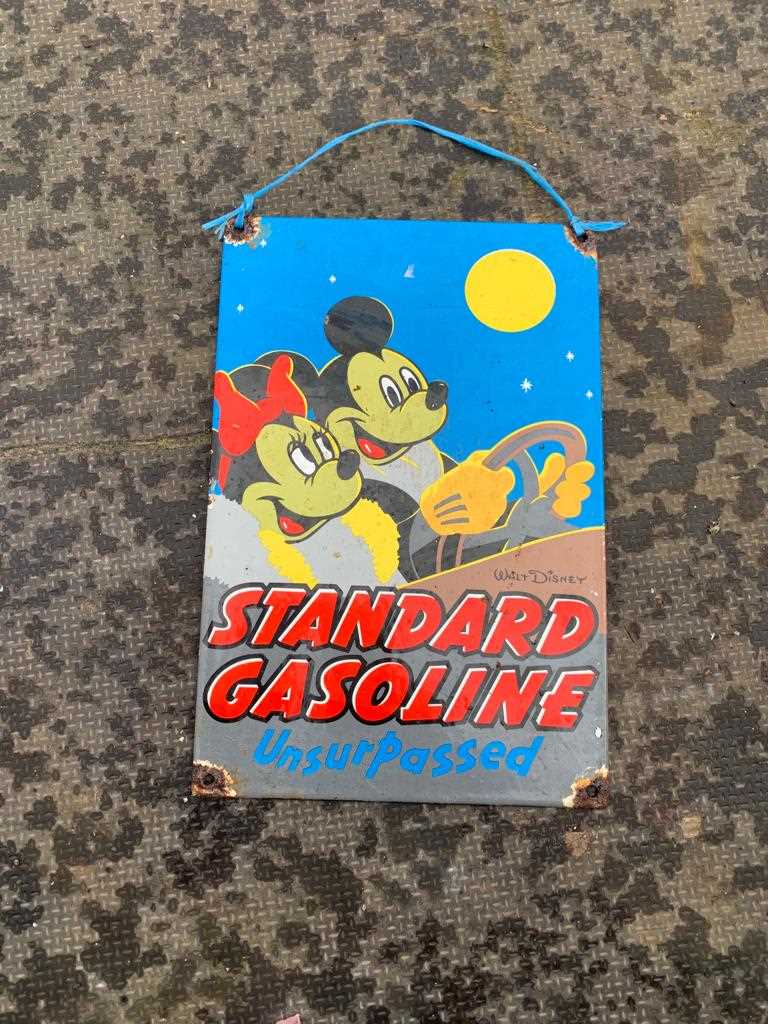 Walt Disney
STANDARD
GASOLINE
Unsurpassed